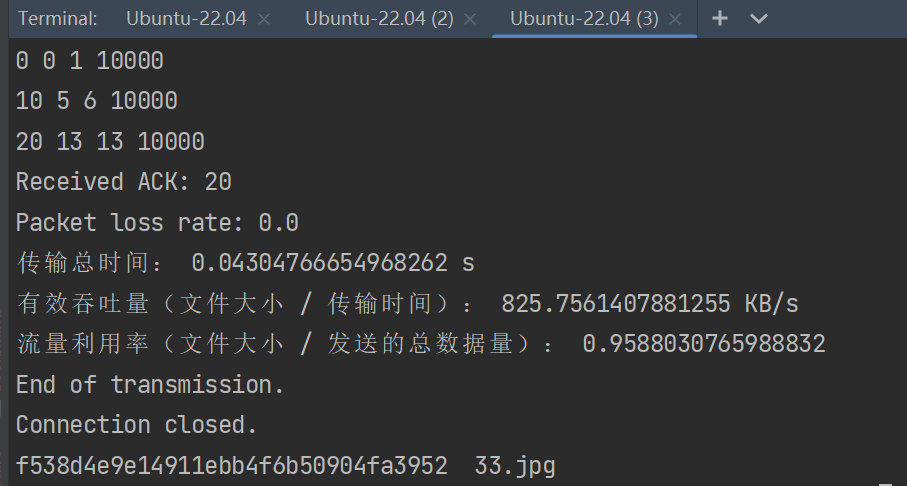 Terminal: Ubuntu-22.04 × Ubuntu-22.04 (2) × Ubuntu-22.04 (3) × +
0 0 1 10000
10 5 6 10000
20 13 13 10000
Received ACK: 20
Packet loss rate: 0.0
传输总时间： 0.04304766654968262 s
有效吞吐量（文件大小 / 传输时间）： 825.7561407881255 KB/s
流量利用率（文件大小 / 发送的总数据量）： 0.9588030765988832
End of transmission.
Connection closed.
f538d4e9e14911ebb4f6b50904fa3952  33.jpg